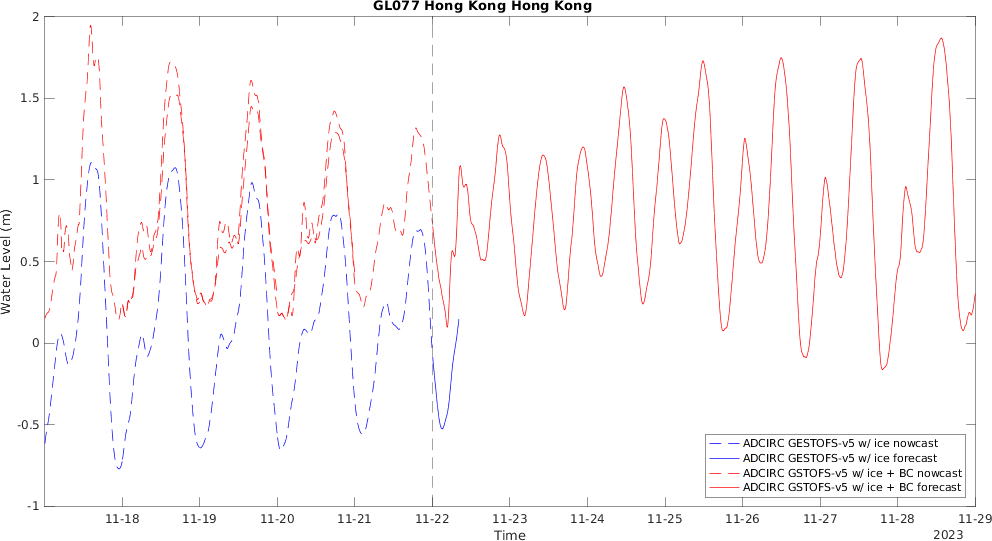 GL077 Hong Kong Hong Kong
Water Level (m)
2
1.5
1
0.5
0
-0.5
-1
ADCIRC GESTOFS-v5 w/ ice nowcast
ADCIRC GESTOFS-v5 w/ ice forecast
ADCIRC GSTOFS-v5 w/ ice + BC nowcast
ADCIRC GSTOFS-v5 w/ ice + BC forecast
11-18 11-19 11-20 11-21 11-22 11-23 11-24 11-25 11-26 11-27 11-28 11-29
Time
2023